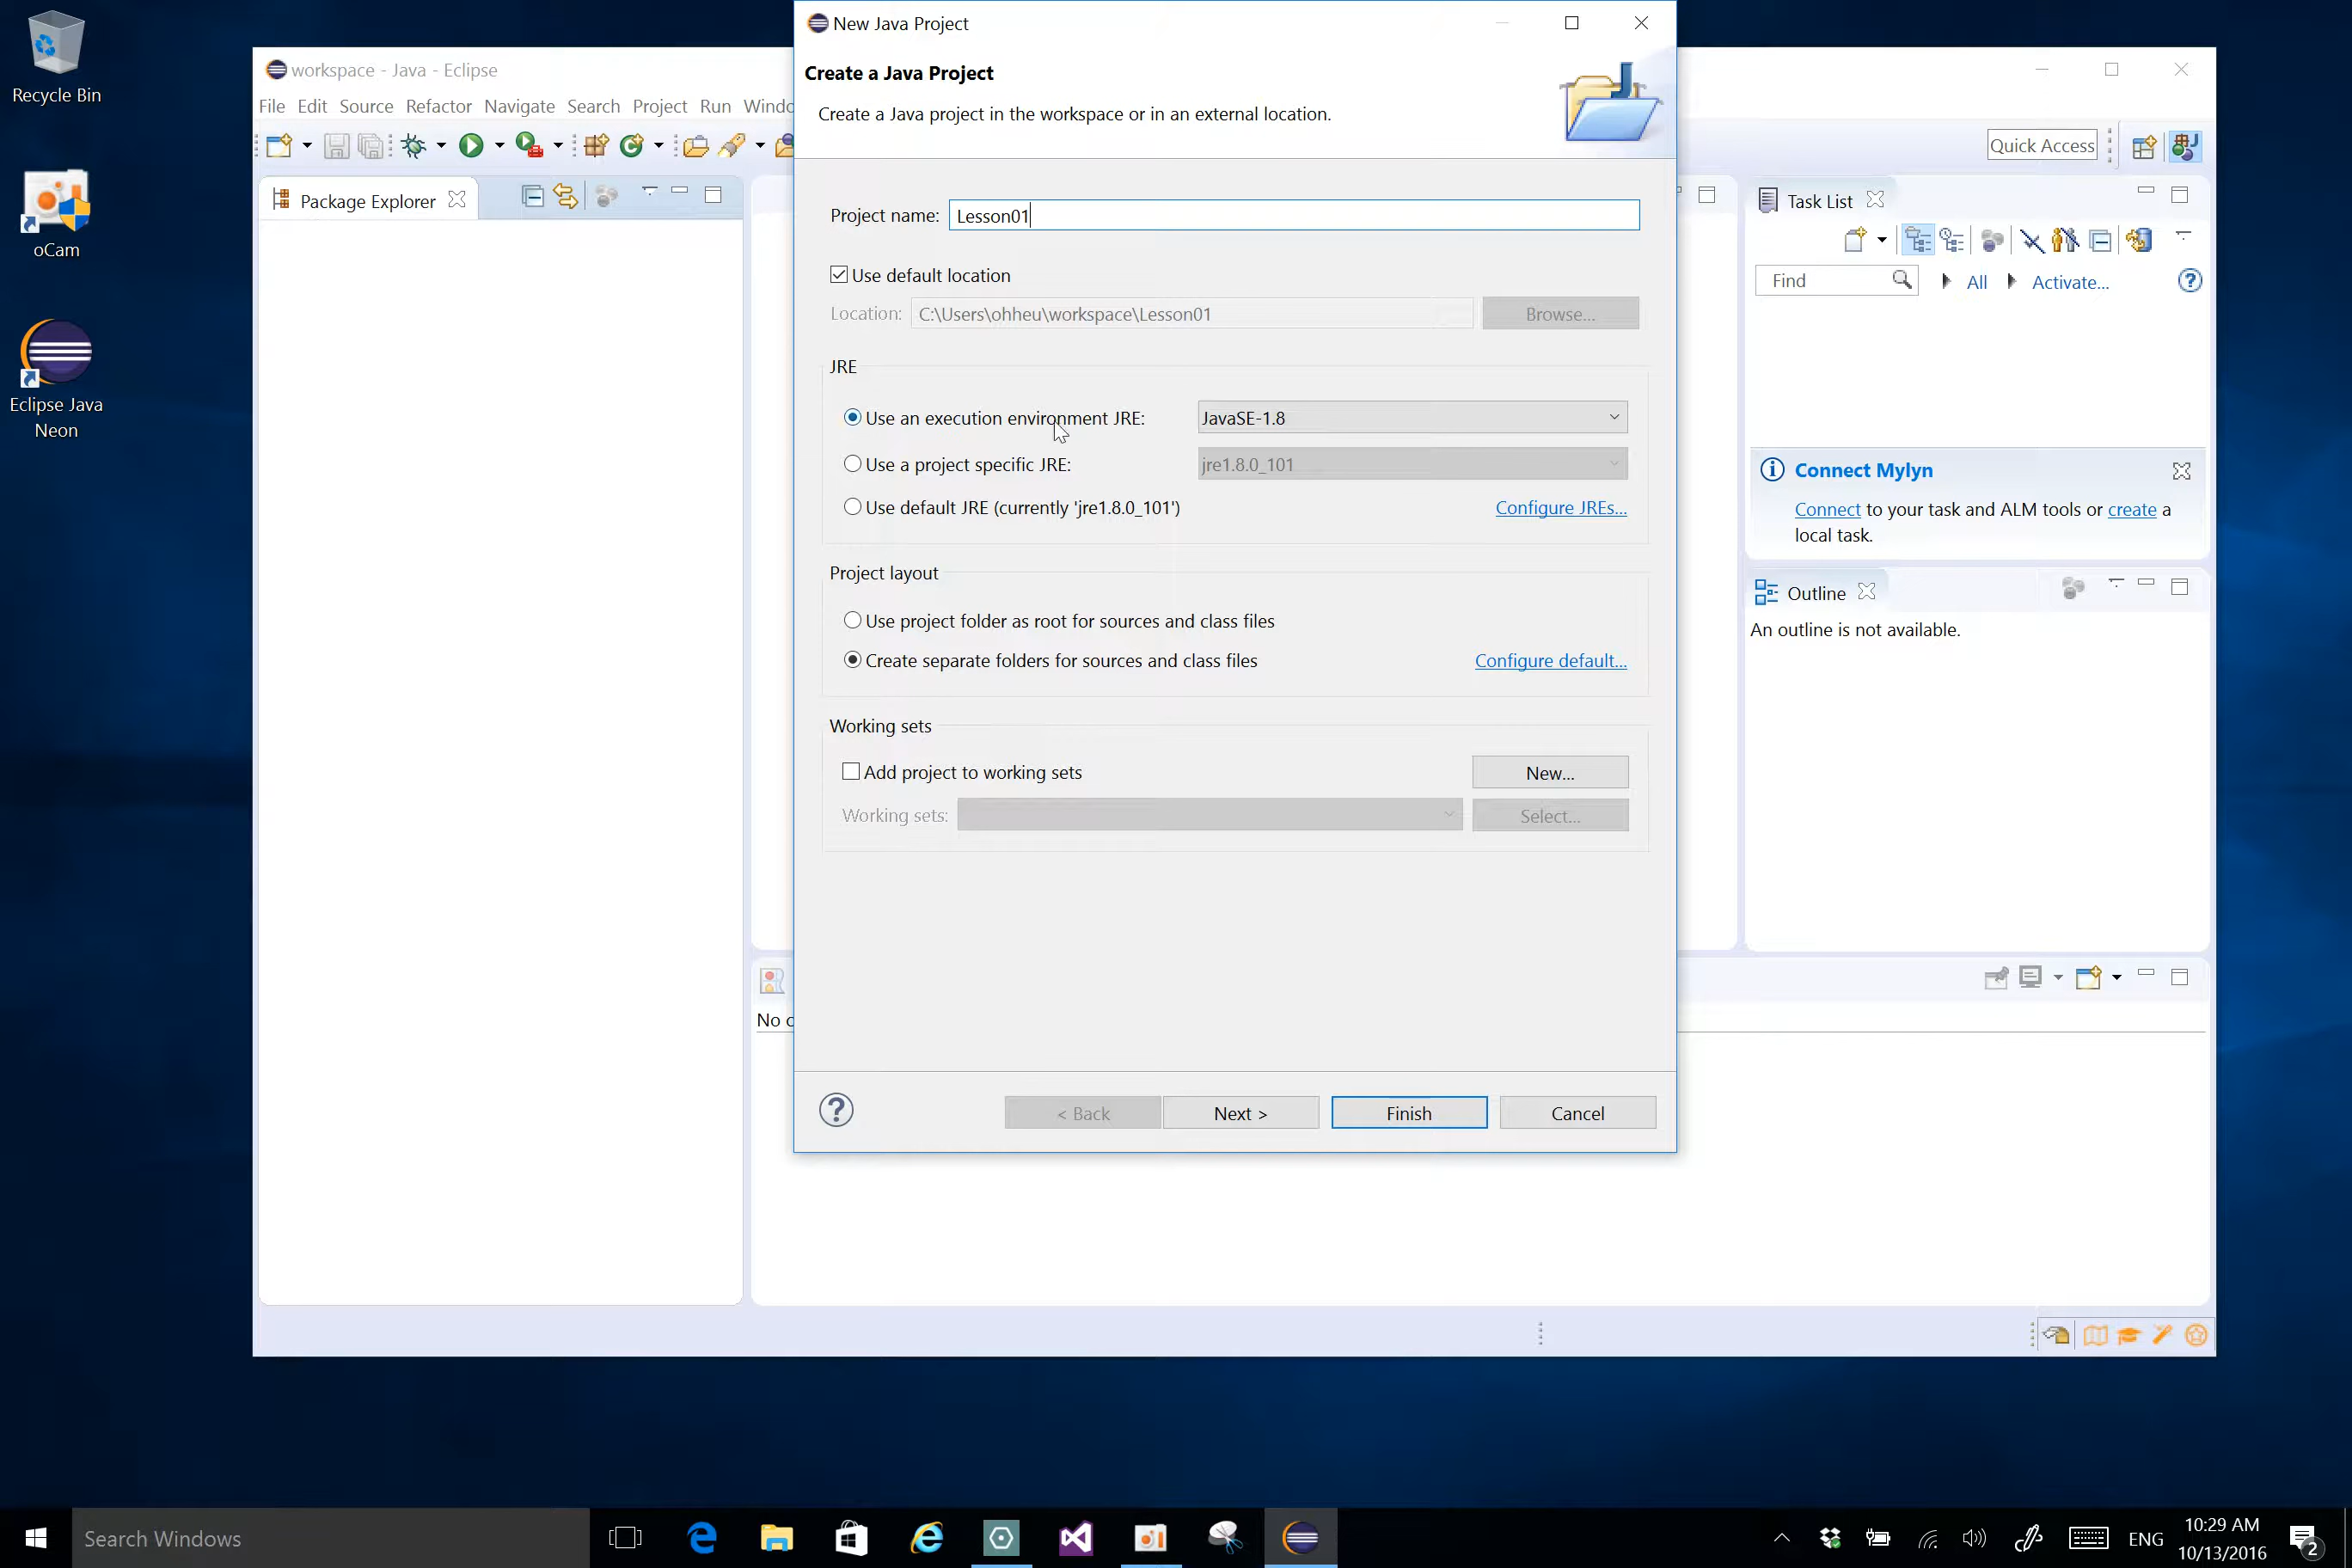 Recycle Bin
oCam
Eclipse Java
Neon
workspace - Java - Eclipse
File Edit Source Refactor Navigate Search Project Run Windo
Quick Access
Package Explorer
New Java Project
Create a Java Project
Create a Java project in the workspace or in an external location.
Project name: Lesson01
Use default location
Location: C:\Users\ohheu\workspace\Lesson01 Browse...
JRE
Use an execution environment JRE: JavaSE-1.8
Use a project specific JRE: jre1.8.0_101
Use default JRE (currently 'jre1.8.0_101') Configure JREs...
Project layout
Use project folder as root for sources and class files
Create separate folders for sources and class files Configure default...
Working sets
Add project to working sets New...
Working sets: Select...
< Back Next > Finish Cancel
No c
Task List
Find All Activate...
Connect Mylyn
Connect to your task and ALM tools or create a
local task.
Outline
An outline is not available.
Search Windows
ENG
10:29 AM
10/13/2016
2